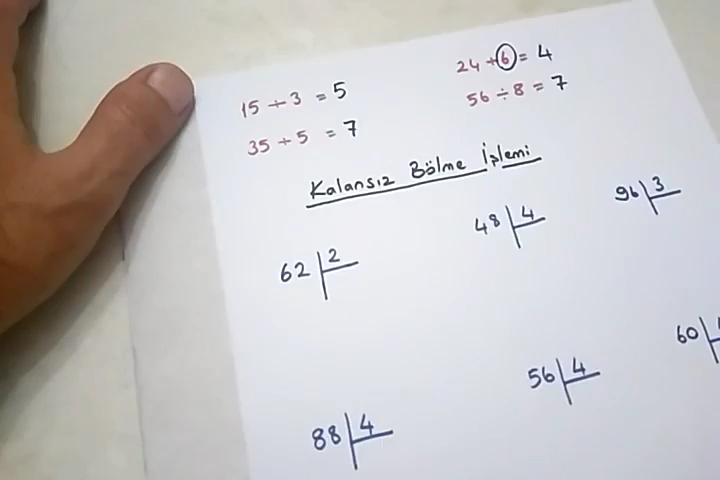 15 ÷ 3 = 5
35 ÷ 5 = 7
24 ÷ 6 = 4
56 ÷ 8 = 7
Kalansız Bölme İşlemi
62 2
48 4
96 3
88 4
56 4
60